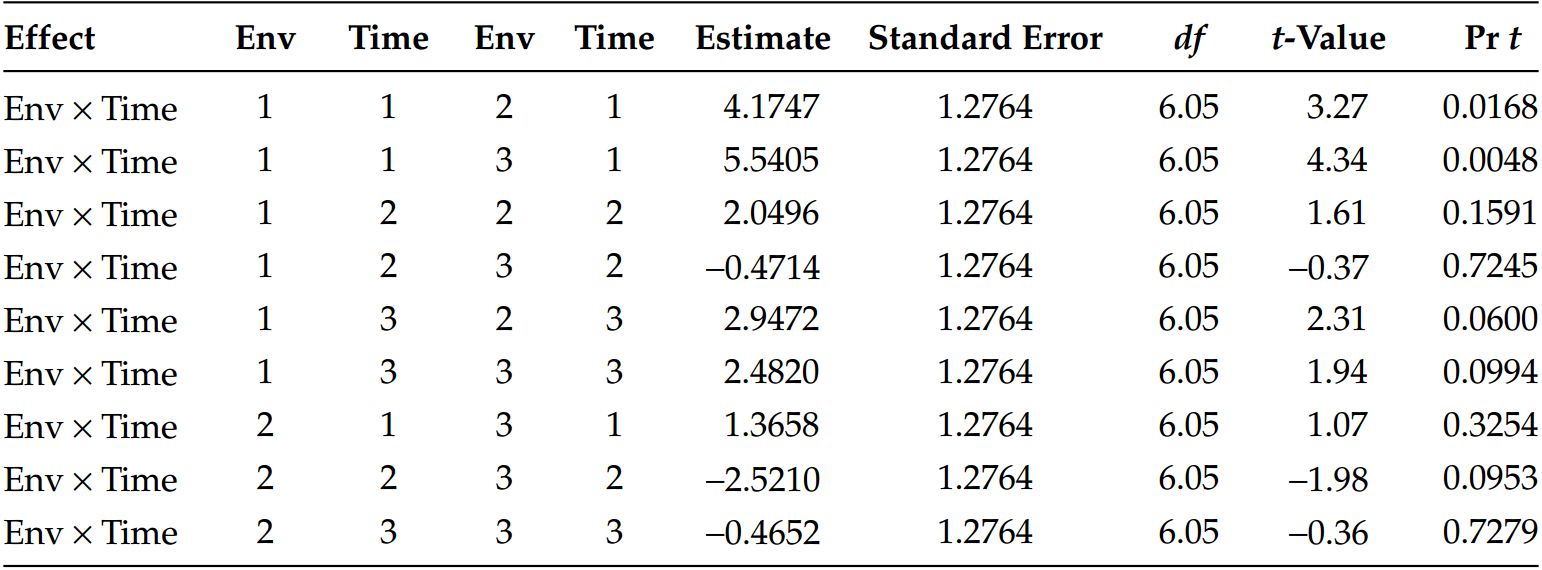 Effect Env Time Env Time Estimate Standard Error df t-Value Pr t
Env × Time 1 1 2 1 4.1747 1.2764 6.05 3.27 0.0168
Env × Time 1 1 3 1 5.5405 1.2764 6.05 4.34 0.0048
Env × Time 1 2 2 2 2.0496 1.2764 6.05 1.61 0.1591
Env × Time 1 2 3 2 –0.4714 1.2764 6.05 –0.37 0.7245
Env × Time 1 3 2 3 2.9472 1.2764 6.05 2.31 0.0600
Env × Time 1 3 3 3 2.4820 1.2764 6.05 1.94 0.0994
Env × Time 2 1 3 1 1.3658 1.2764 6.05 1.07 0.3254
Env × Time 2 2 3 2 –2.5210 1.2764 6.05 –1.98 0.0953
Env × Time 2 3 3 3 –0.4652 1.2764 6.05 –0.36 0.7279